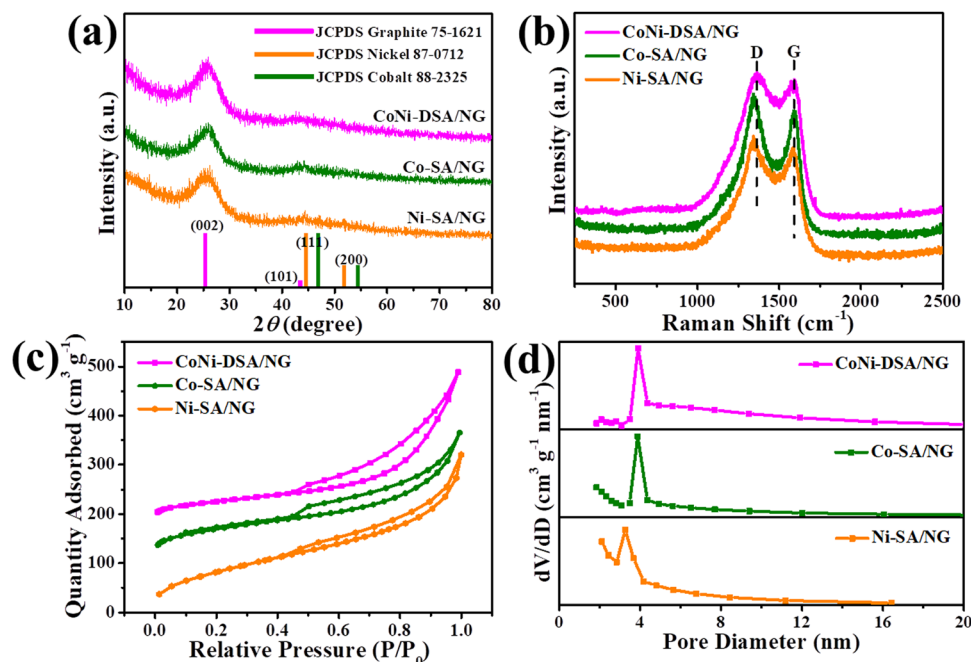 (a)
JCPDS Graphite 75-1621
JCPDS Nickel 87-0712
JCPDS Cobalt 88-2325
CoNi-DSA/NG
Co-SA/NG
Ni-SA/NG
(002)
(111)
(101)
(200)
Intensity (a.u.)
10 20 30 40 50 60 70 80
2θ (degree)
(b)
CoNi-DSA/NG
Co-SA/NG
Ni-SA/NG
D G
Intensity (a.u.)
500 1000 1500 2000 2500
Raman Shift (cm-1)
(c)
CoNi-DSA/NG
Co-SA/NG
Ni-SA/NG
Quantity Adsorbed (cm3 g-1)
500
400
300
200
100
0
0.0 0.2 0.4 0.6 0.8 1.0
Relative Pressure (P/P0)
(d)
CoNi-DSA/NG
Co-SA/NG
Ni-SA/NG
dV/dD (cm3 g-1 nm-1)
0 4 8 12 16 20
Pore Diameter (nm)